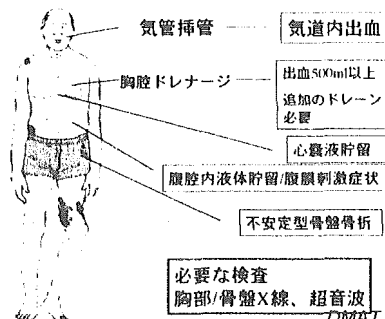 気管挿管
気道内出血
胸腔ドレナージ
出血500ml以上
追加のドレーン
必要
心嚢液貯留
腹腔内液体貯留/腹膜刺激症状
不安定型骨盤骨折
必要な検査
胸部/骨盤X線、超音波
DMAT